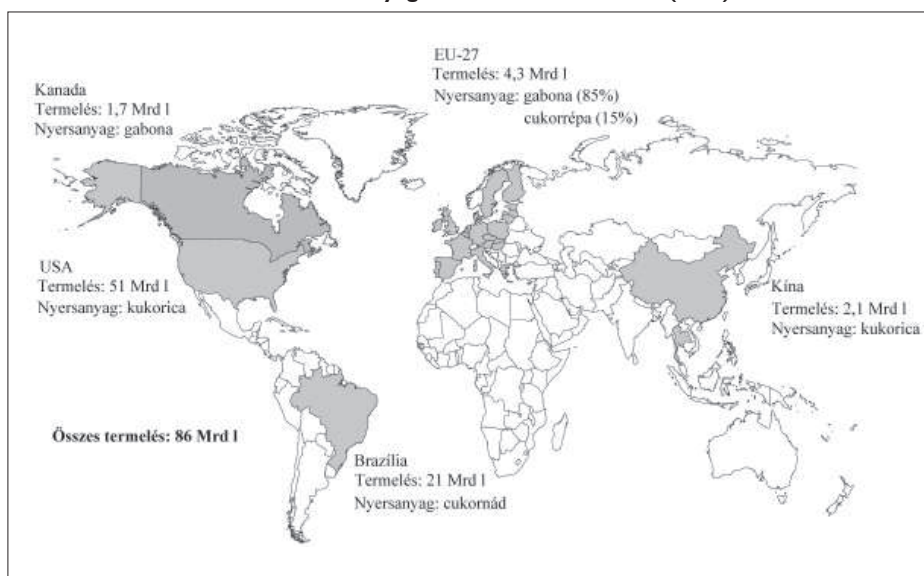 Kanada
Termelés: 1,7 Mrd l
Nyersanyag: gabona
EU-27
Termelés: 4,3 Mrd l
Nyersanyag: gabona (85%)
cukorrépa (15%)
USA
Termelés: 51 Mrd l
Nyersanyag: kukorica
Kína
Termelés: 2,1 Mrd l
Nyersanyag: kukorica
Összes termelés: 86 Mrd l
Brazília
Termelés: 21 Mrd l
Nyersanyag: cukornád